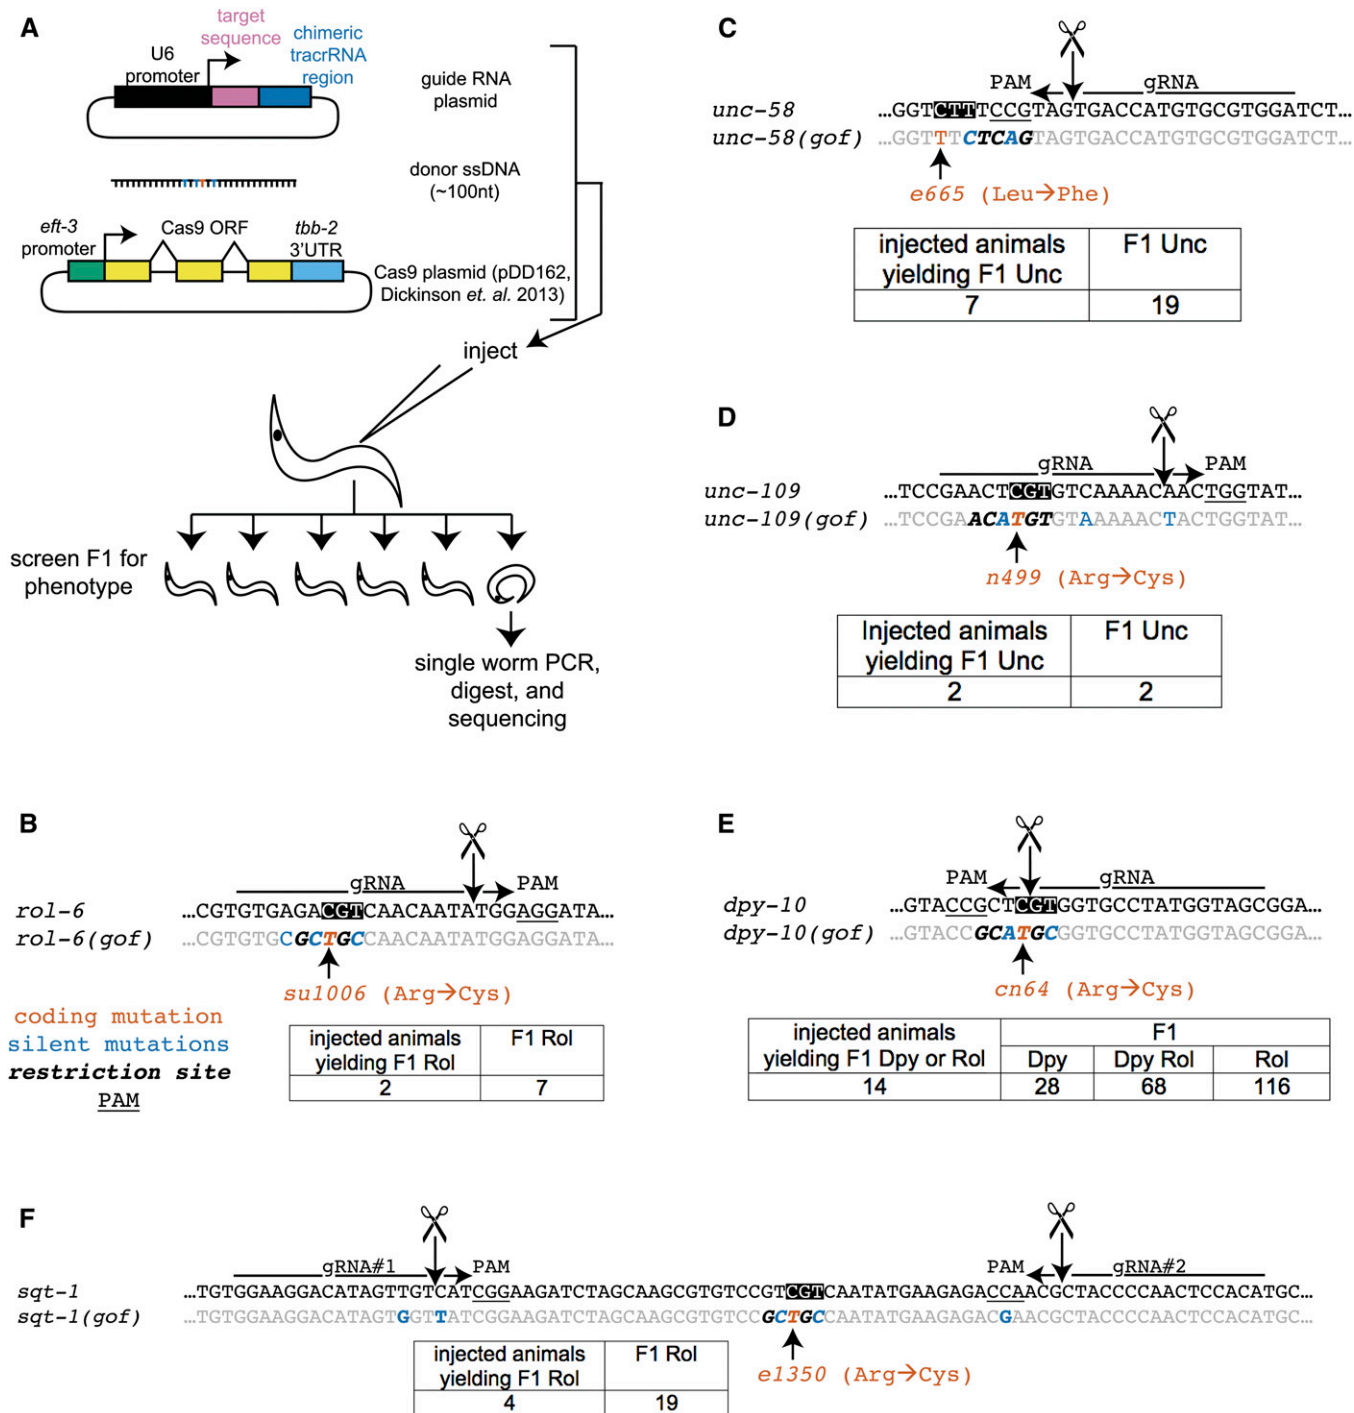 A
target
sequence
U6
promoter
chimeric
tracrRNA
region
guide RNA
plasmid
donor ssDNA
(~100nt)
eft-3
promoter
Cas9 ORF
tbb-2
3'UTR
Cas9 plasmid (pDD162,
Dickinson et. al. 2013)
inject
screen F1 for
phenotype
single worm PCR,
digest, and
sequencing
B
gRNA
PAM
rol-6 ...CGTGTGAGACGTCAACAATATGGAGGATA...
rol-6(gof) ...CGTGTGCGCTGCCAACAATATGGAGGATA...
su1006 (Arg→Cys)
coding mutation
silent mutations
restriction site
PAM
injected animals yielding F1 Rol
F1 Rol
2 7
C
PAM
gRNA
unc-58 ...GGTCTTTCCGTAGTGACCATGTGCGTGGATCT...
unc-58(gof) ...GGTTTCTCAGTAGTGACCATGTGCGTGGATCT...
e665 (Leu→Phe)
injected animals yielding F1 Unc
F1 Unc
7 19
D
gRNA
PAM
unc-109 ...TCCGAACTCGTGTCAAAACAACTGGTAT...
unc-109(gof) ...TCCGAACATGTGTAAAAACTACTGGTAT...
n499 (Arg→Cys)
Injected animals yielding F1 Unc
F1 Unc
2 2
E
PAM
gRNA
dpy-10 ...GTACCGCTCGTGGTGCCTATGGTAGCGGA...
dpy-10(gof) ...GTACCGCATGCGGTGCCTATGGTAGCGGA...
cn64 (Arg→Cys)
injected animals yielding F1 Dpy or Rol
F1
Dpy Dpy Rol Rol
14 28 68 116
F
gRNA#1
PAM
PAM
gRNA#2
sqt-1 ...TGTGGAAGGACATAGTTGTCATCGGAAGATCTAGCAAGCGTGTCCGTCGTCAATATGAAGAGACCAACGCTACCCCAACTCCACATGC...
sqt-1(gof) ...TGTGGAAGGACATAGTGGTTATCGGAAGATCTAGCAAGCGTGTCCGCTGCCAATATGAAGAGACGAACGCTACCCCAACTCCACATGC...
e1350 (Arg→Cys)
injected animals yielding F1 Rol
F1 Rol
4 19